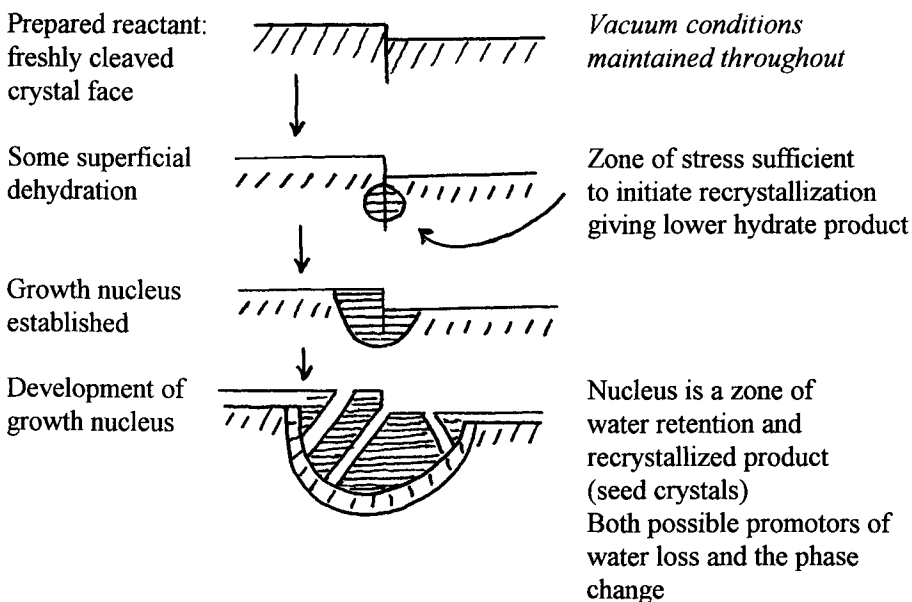 Prepared reactant:
freshly cleaved
crystal face
Vacuum conditions
maintained throughout
Some superficial
dehydration
Zone of stress sufficient
to initiate recrystallization
giving lower hydrate product
Growth nucleus
established
Development of
growth nucleus
Nucleus is a zone of
water retention and
recrystallized product
(seed crystals)
Both possible promotors of
water loss and the phase
change